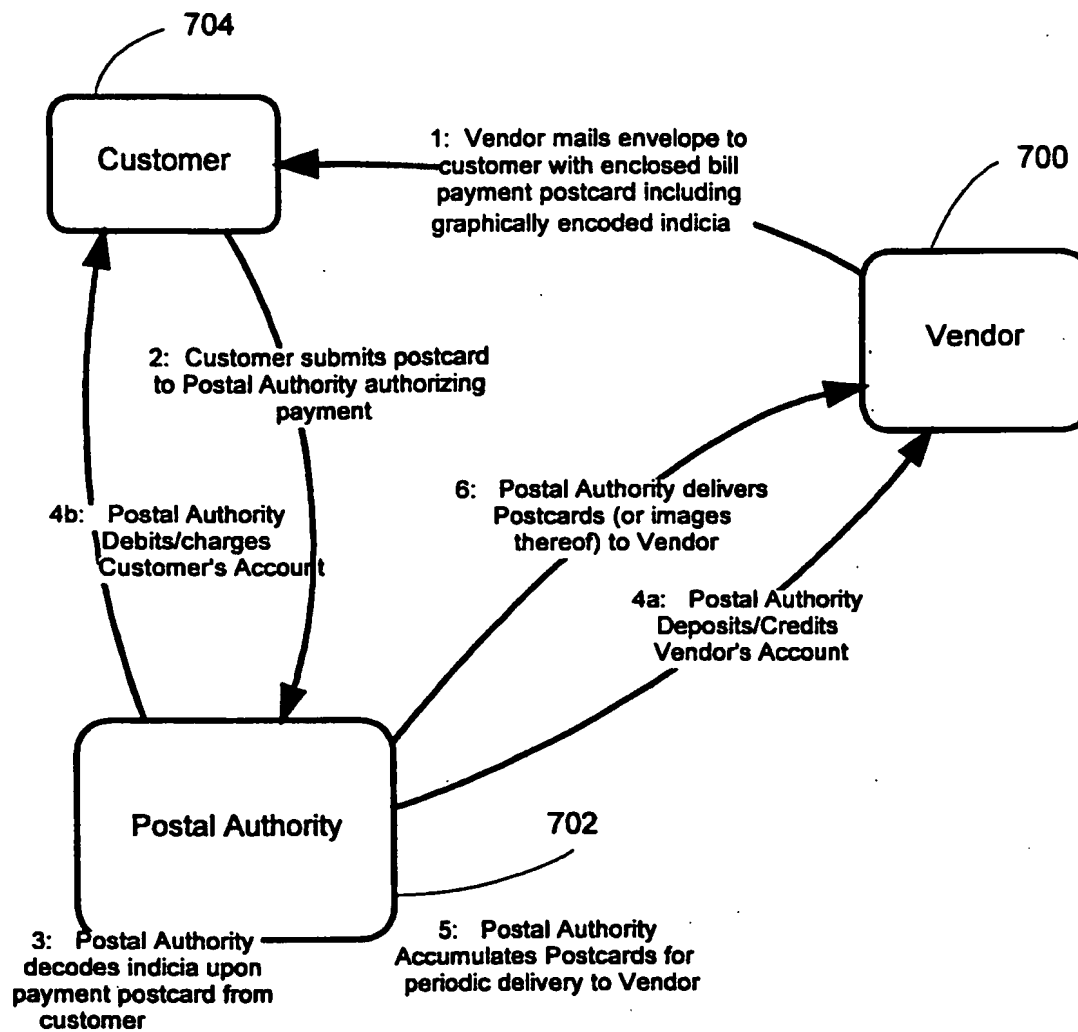 704
Customer
1: Vendor mails envelope to
customer with enclosed bill
payment postcard including
graphically encoded indicia
700
Vendor
2: Customer submits postcard
to Postal Authority authorizing
payment
4b: Postal Authority
Debits/charges
Customer's Account
6: Postal Authority delivers
Postcards (or images
thereof) to Vendor
4a: Postal Authority
Deposits/Credits
Vendor's Account
Postal Authority
702
3: Postal Authority
decodes indicia upon
payment postcard from
customer
5: Postal Authority
Accumulates Postcards for
periodic delivery to Vendor